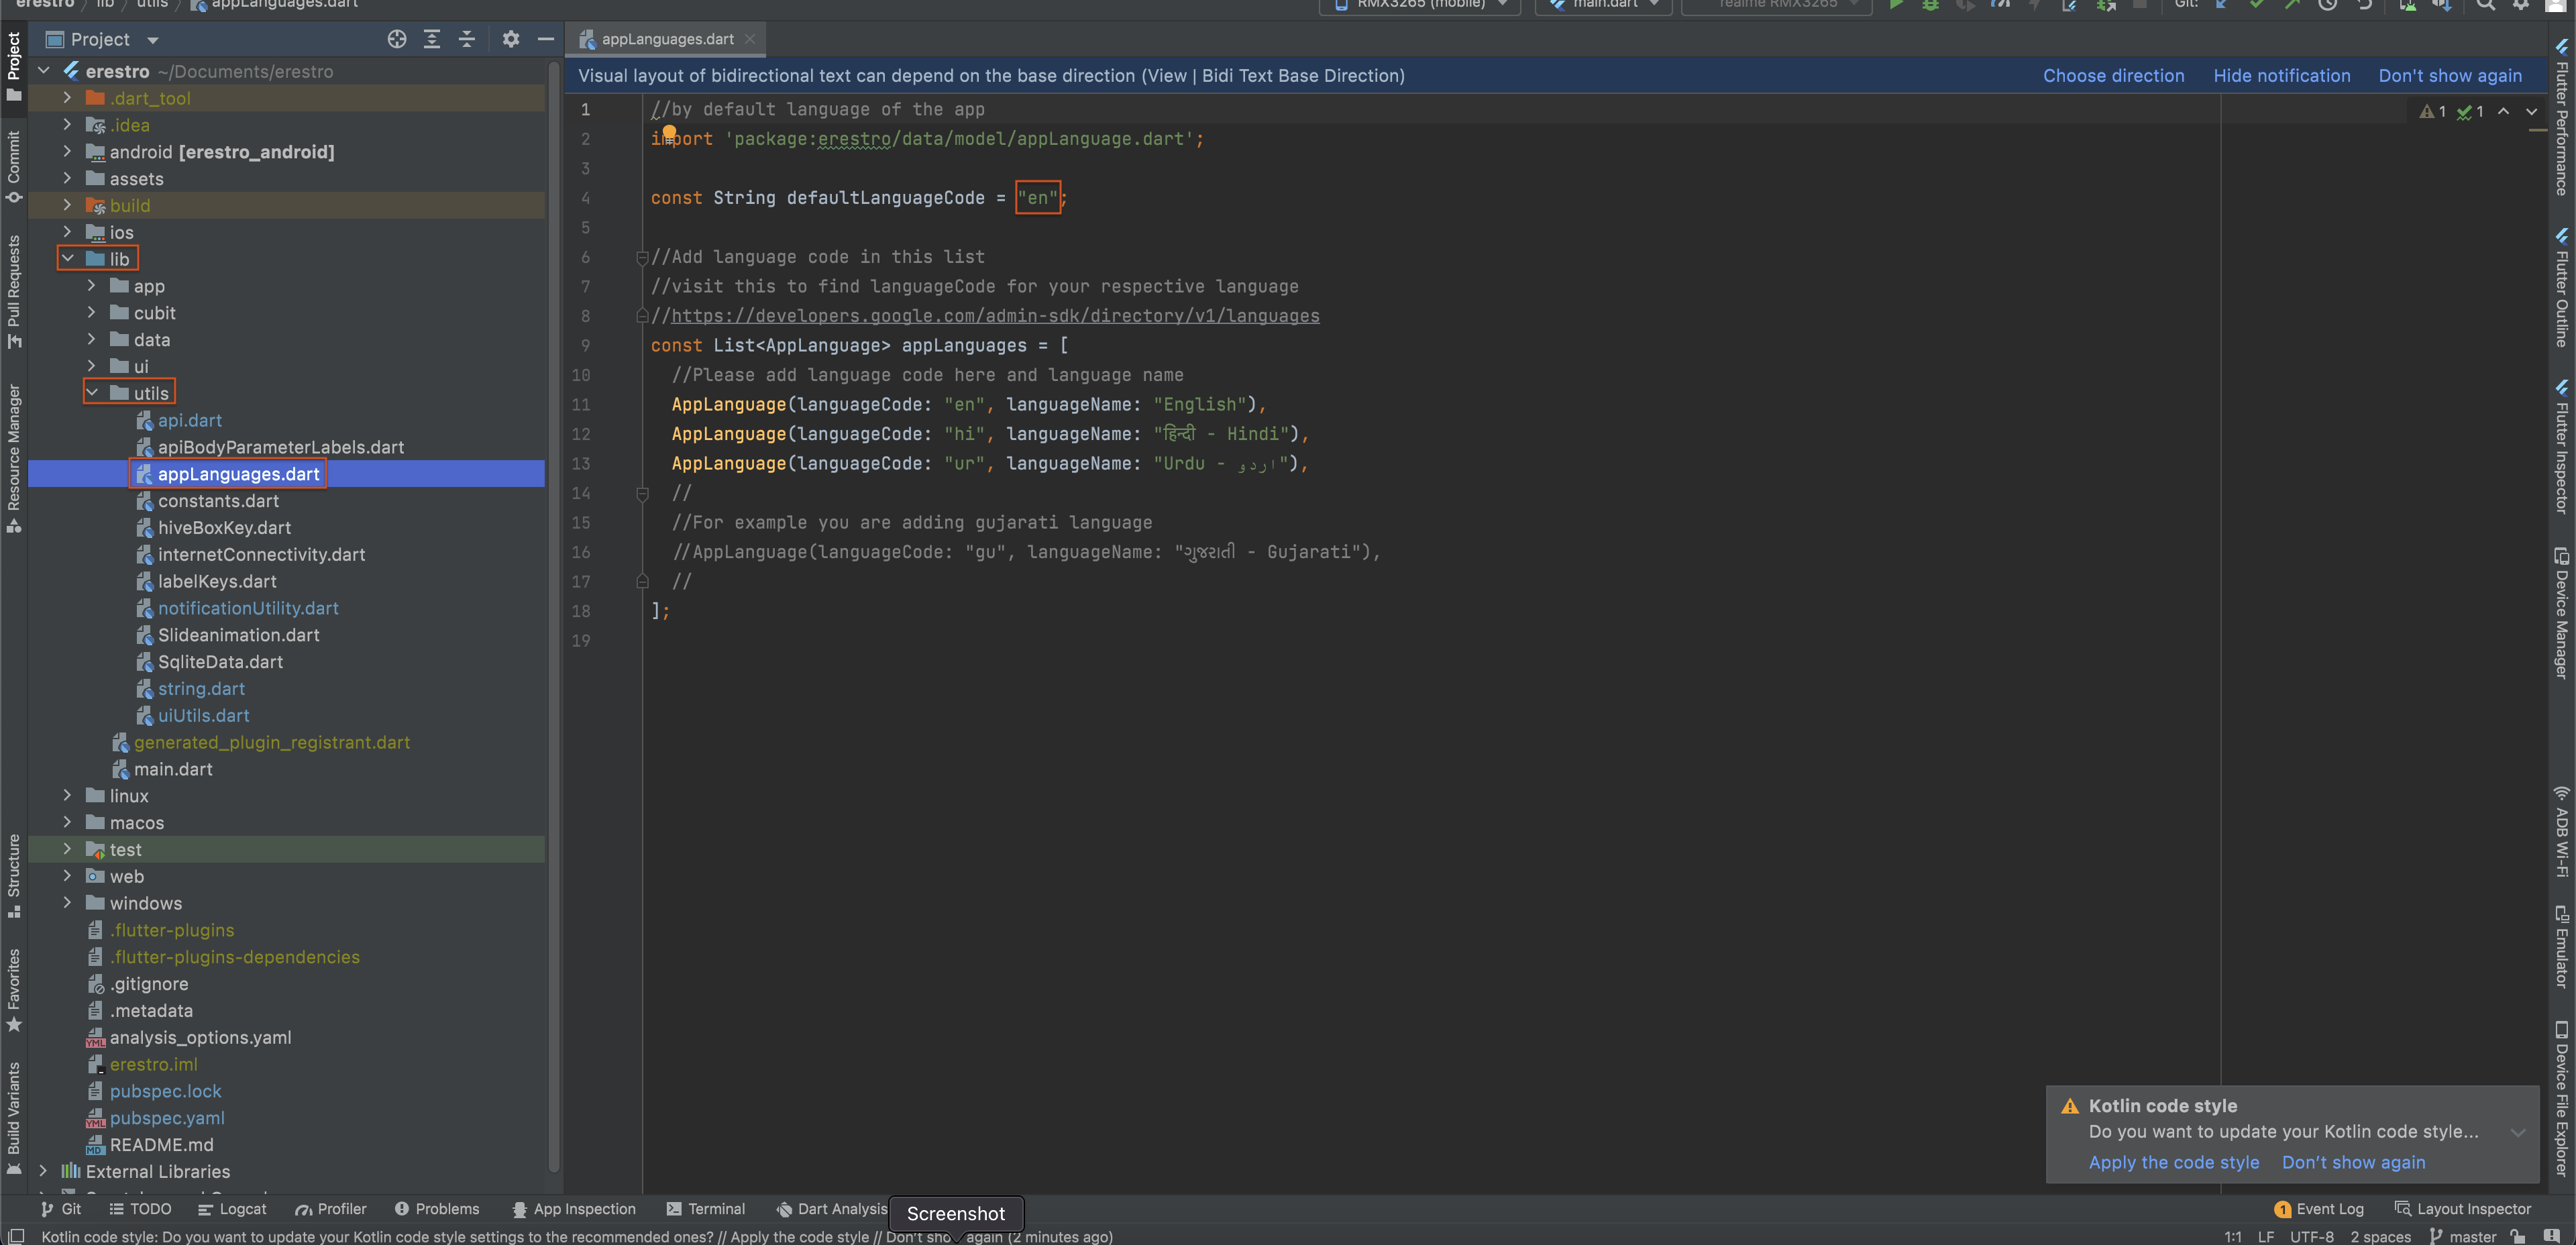 erestro lib utils appLanguages.dart
RMX3265 (mobile) main.dart realme RMX3265 Git:
Project
appLanguages.dart
Visual layout of bidirectional text can depend on the base direction (View | Bidi Text Base Direction) Choose direction Hide notification Don't show again
Project
Commit
Pull Requests
Resource Manager
Structure
Favorites
Build Variants
erestro ~/Documents/erestro
.dart_tool
.idea
android [erestro_android]
assets
build
ios
lib
app
cubit
data
ui
utils
api.dart
apiBodyParameterLabels.dart
appLanguages.dart
constants.dart
hiveBoxKey.dart
internetConnectivity.dart
labelKeys.dart
notificationUtility.dart
Slideanimation.dart
SqliteData.dart
string.dart
uiUtils.dart
generated_plugin_registrant.dart
main.dart
linux
macos
test
web
windows
.flutter-plugins
.flutter-plugins-dependencies
.gitignore
.metadata
analysis_options.yaml
erestro.iml
pubspec.lock
pubspec.yaml
README.md
External Libraries
1 //by default language of the app
2 import 'package:erestro/data/model/appLanguage.dart';
3
4 const String defaultLanguageCode = "en";
5
6 //Add language code in this list
7 //visit this to find languageCode for your respective language
8 //https://developers.google.com/admin-sdk/directory/v1/languages
9 const List<AppLanguage> appLanguages = [
10 //Please add language code here and language name
11 AppLanguage(languageCode: "en", languageName: "English"),
12 AppLanguage(languageCode: "hi", languageName: "हिन्दी - Hindi"),
13 AppLanguage(languageCode: "ur", languageName: "Urdu - اردو"),
14 //
15 //For example you are adding gujarati language
16 //AppLanguage(languageCode: "gu", languageName: "ગુજરાતી - Gujarati"),
17 //
18 ];
19
1 1
Flutter Performance
Flutter Outline
Flutter Inspector
Device Manager
ADB Wi-Fi
Emulator
Device File Explorer
Kotlin code style
Do you want to update your Kotlin code style...
Apply the code style Don't show again
Git TODO Logcat Profiler Problems App Inspection Terminal Dart Analysis
Screenshot
1 Event Log Layout Inspector
Kotlin code style: Do you want to update your Kotlin code style settings to the recommended ones? // Apply the code style // Don't sho again (2 minutes ago)
1:1 LF UTF-8 2 spaces master